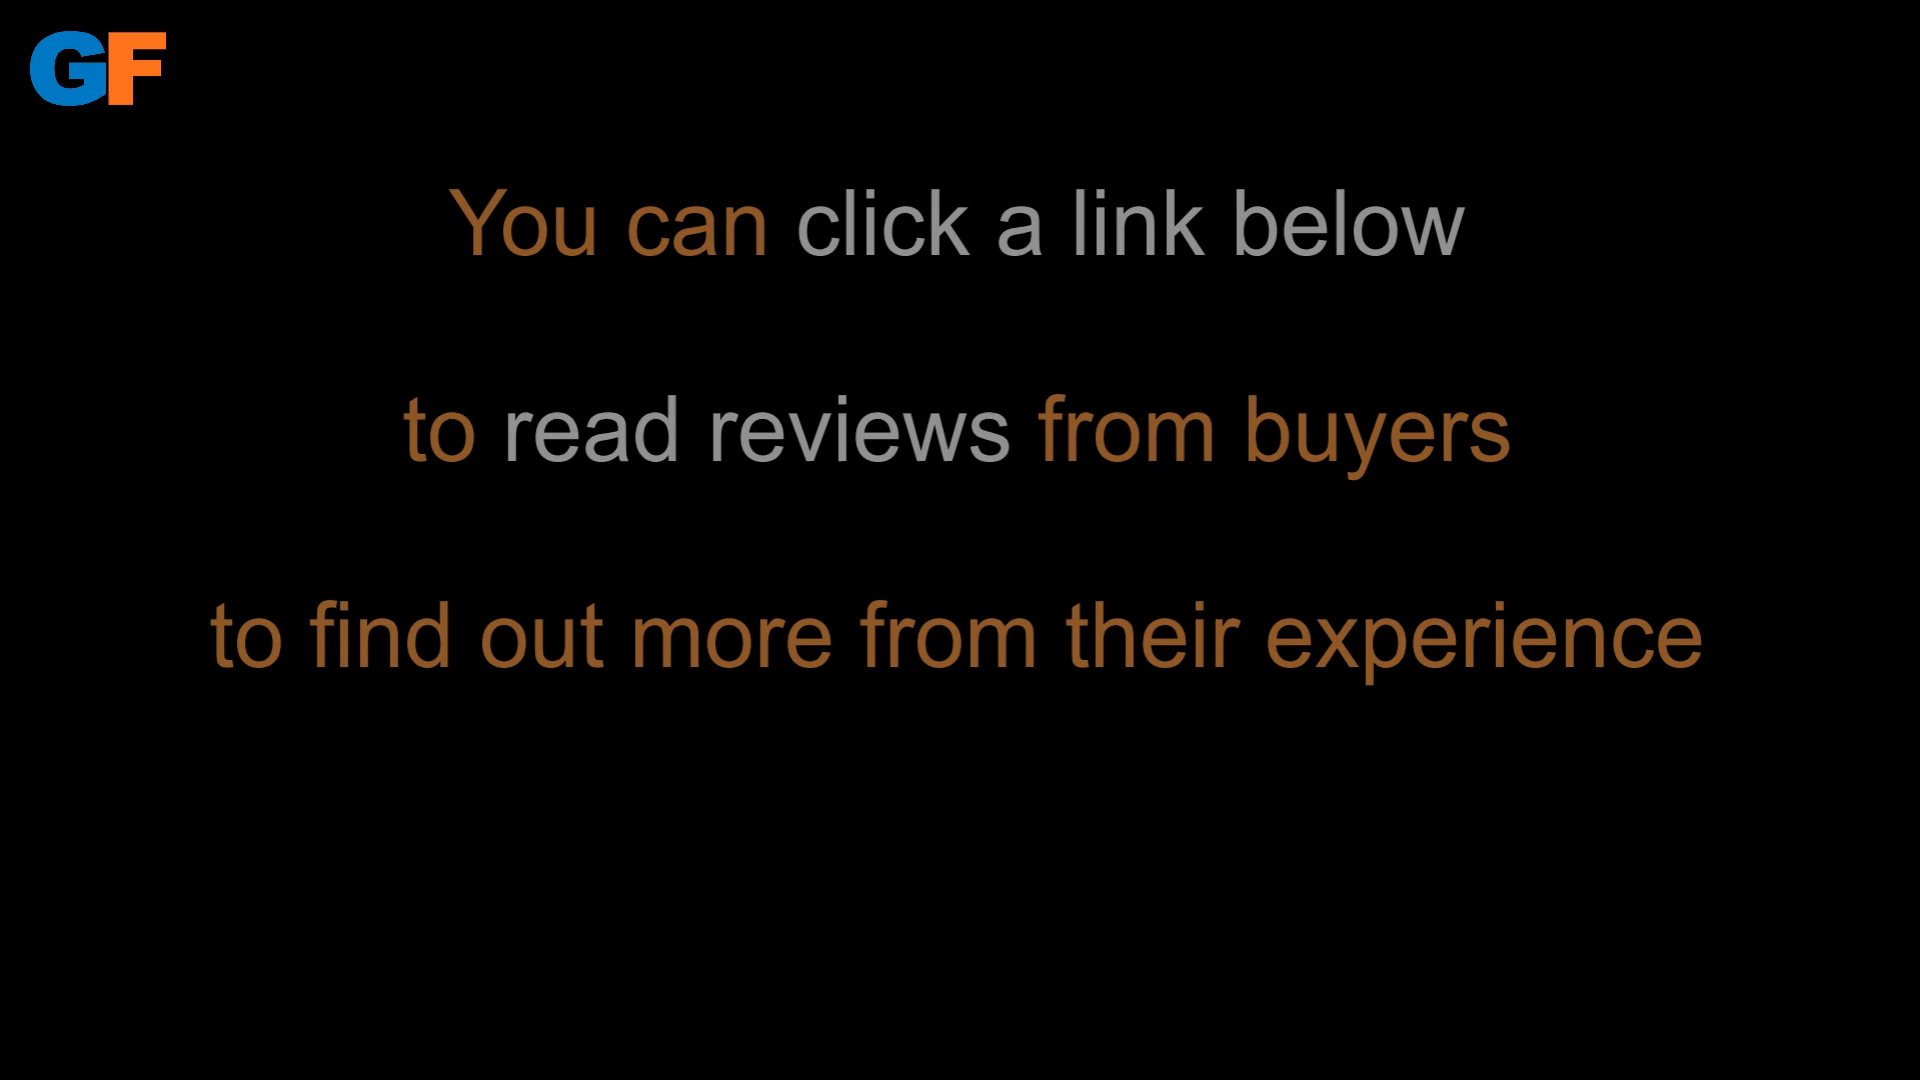 GF
You can click a link below
to read reviews from buyers
to find out more from their experience